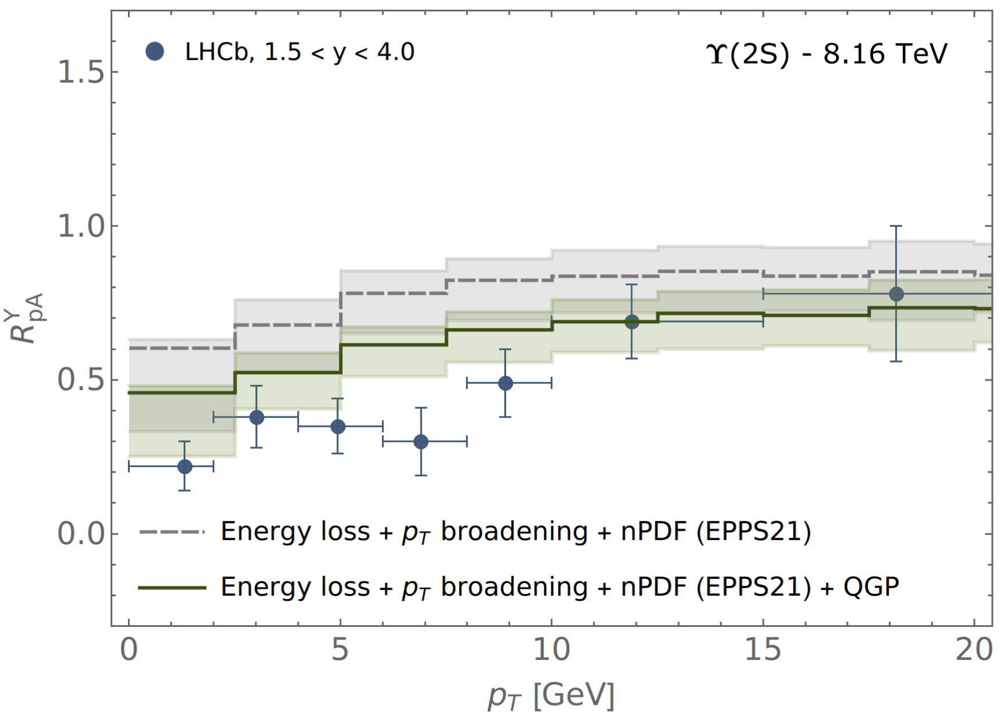 LHCb, 1.5 < y < 4.0
ϒ(2S) - 8.16 TeV
1.5
1.0
0.5
0.0
R^Y_pA
Energy loss + p_T broadening + nPDF (EPPS21)
Energy loss + p_T broadening + nPDF (EPPS21) + QGP
0 5 10 15 20
p_T [GeV]